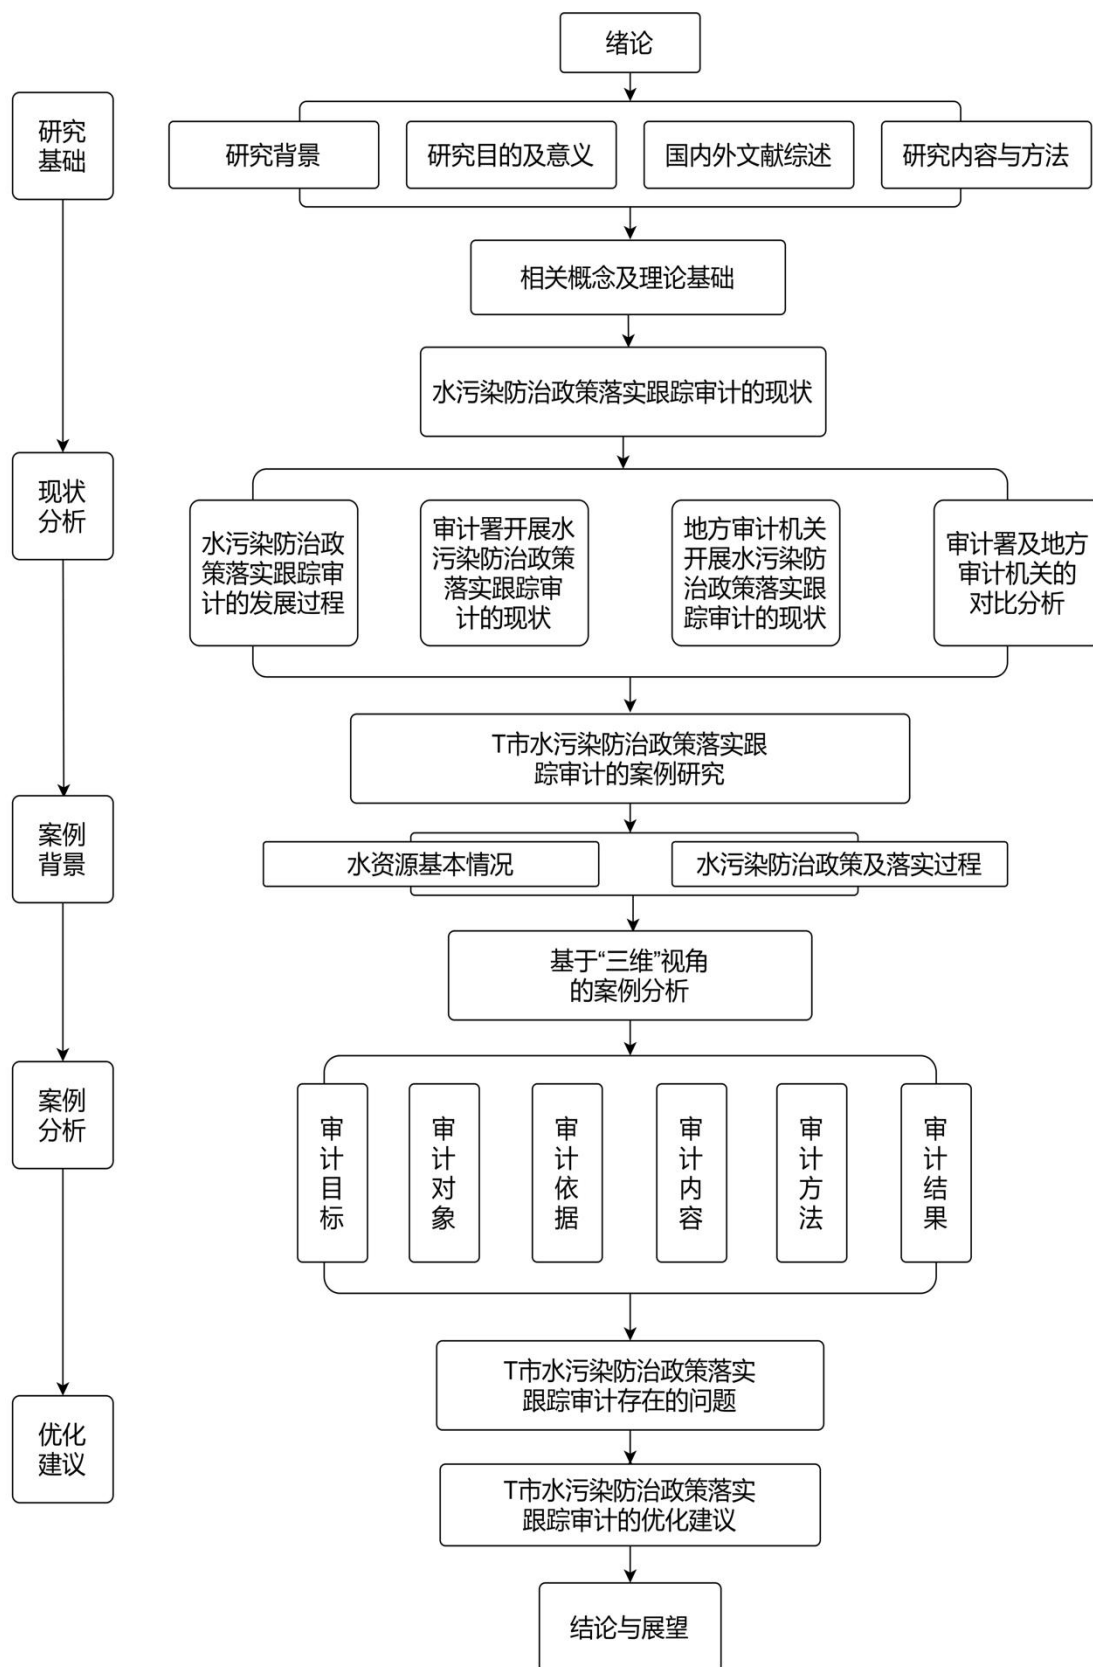 绪论
研究
基础
研究背景
研究目的及意义
国内外文献综述
研究内容与方法
相关概念及理论基础
水污染防治政策落实跟踪审计的现状
现状
分析
水污染防治政
策落实跟踪审
计的发展过程
审计署开展水
污染防治政策
落实跟踪审
计的现状
地方审计机关
开展水污染防
治政策落实跟
踪审计的现状
审计署及地方
审计机关的
对比分析
T市水污染防治政策落实跟
踪审计的案例研究
案例
背景
水资源基本情况
水污染防治政策及落实过程
基于“三维”视角
的案例分析
案例
分析
审计目标
审计对象
审计依据
审计内容
审计方法
审计结果
T市水污染防治政策落实
跟踪审计存在的问题
优化
建议
T市水污染防治政策落实
跟踪审计的优化建议
结论与展望